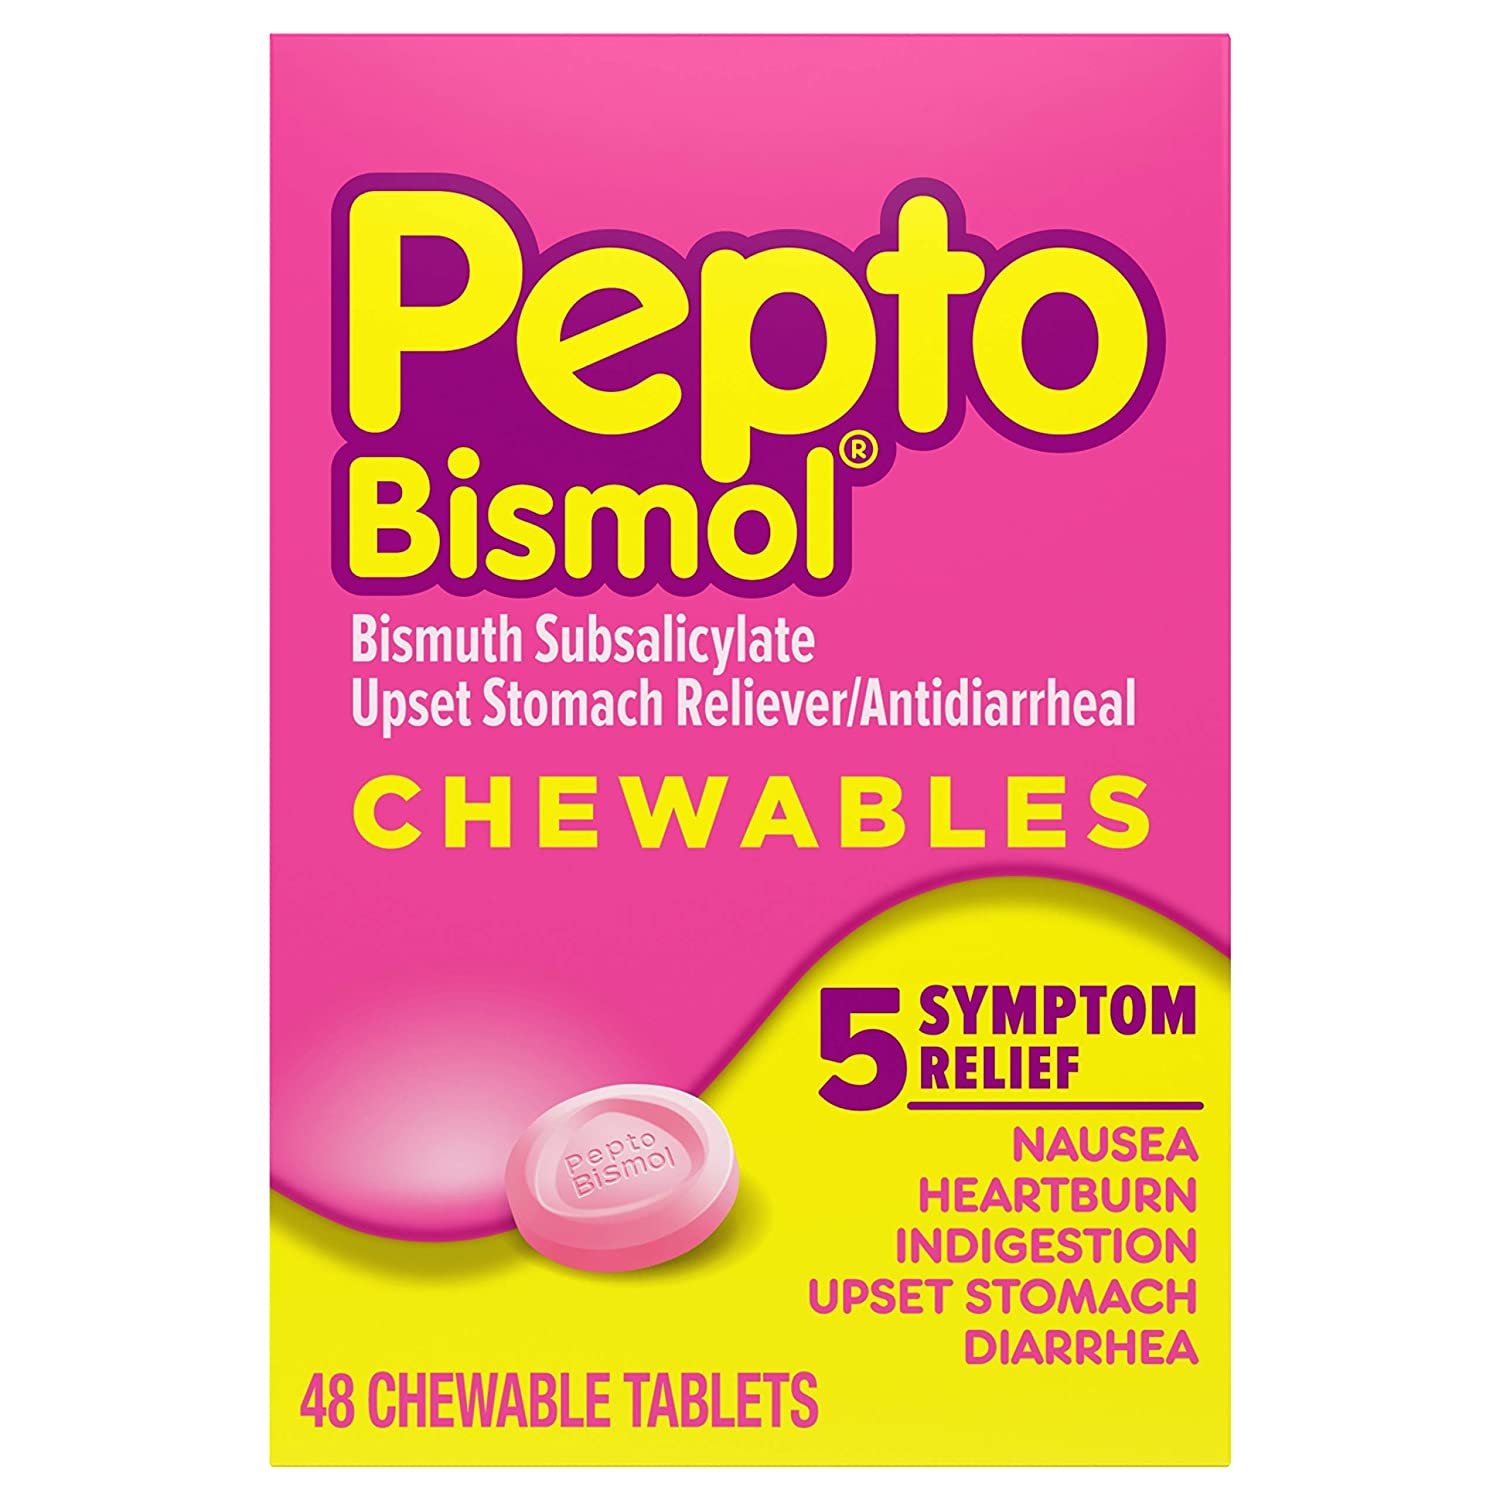 Pepto
Bismol®
Bismuth Subsalicylate
Upset Stomach Reliever/Antidiarrheal
CHEWABLES
5 SYMPTOM
RELIEF
NAUSEA
HEARTBURN
INDIGESTION
UPSET STOMACH
DIARRHEA
Pepto
Bismol
48 CHEWABLE TABLETS